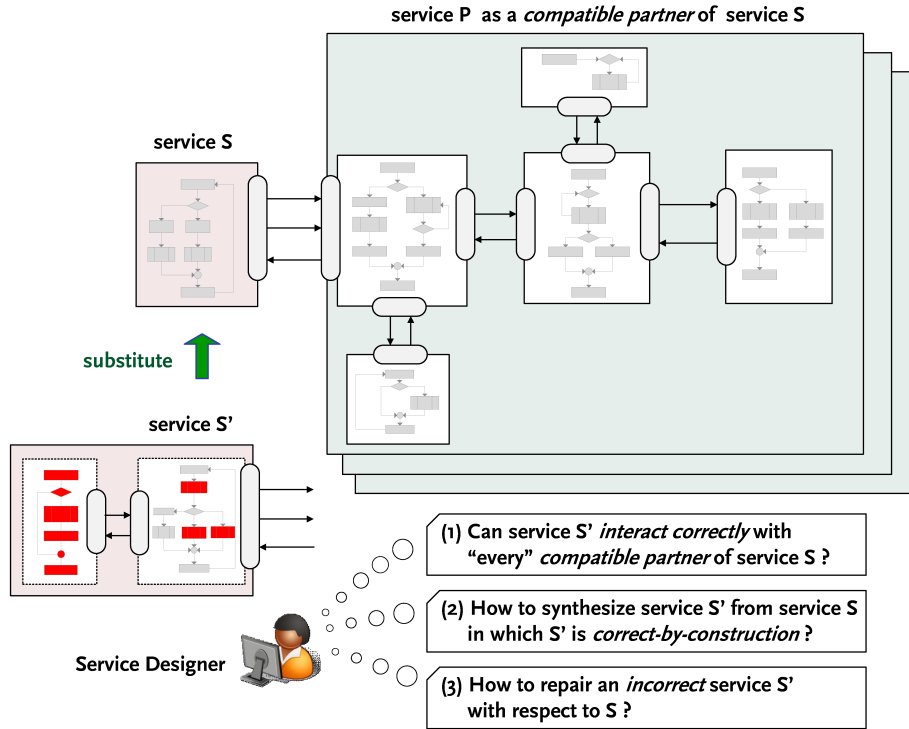 service P as a compatible partner of service S
service S
substitute
service S’
(1) Can service S’ interact correctly with
“every” compatible partner of service S ?
(2) How to synthesize service S’ from service S
in which S’ is correct-by-construction ?
Service Designer
(3) How to repair an incorrect service S’
with respect to S ?